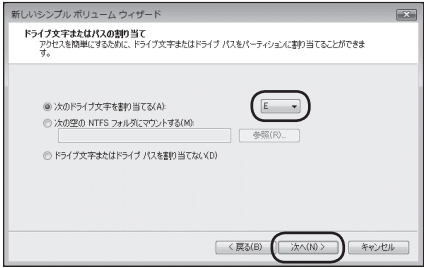 新しいシンプル ボリューム ウィザード
ドライブ文字またはパスの割り当て
アクセスを簡単にするために、ドライブ文字またはドライブ パスをパーティションに割り当てることができま
す。
次のドライブ文字を割り当てる(A):
E
次の空の NTFS フォルダにマウントする(M):
参照(R)...
ドライブ文字またはドライブ パスを割り当てない(D)
< 戻る(B)
次へ(N) >
キャンセル